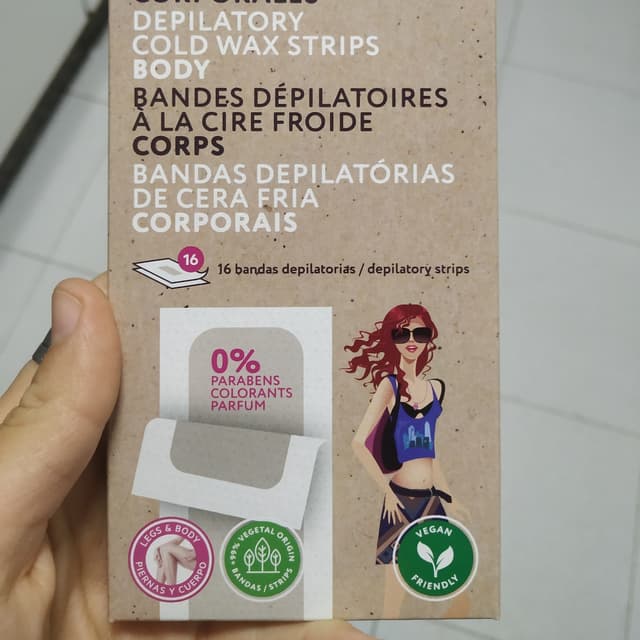 CORPORALES
DEPILATORY
COLD WAX STRIPS
BODY
BANDES DÉPILATOIRES
À LA CIRE FROIDE
CORPS
BANDAS DEPILATÓRIAS
DE CERA FRIA
CORPORAIS
16
16 bandas depilatorias / depilatory strips
0%
PARABENS
COLORANTS
PARFUM
LEGS & BODY
PIERNAS Y CUERPO
+99% VEGETAL ORIGIN
BANDAS / STRIPS
VEGAN
FRIENDLY